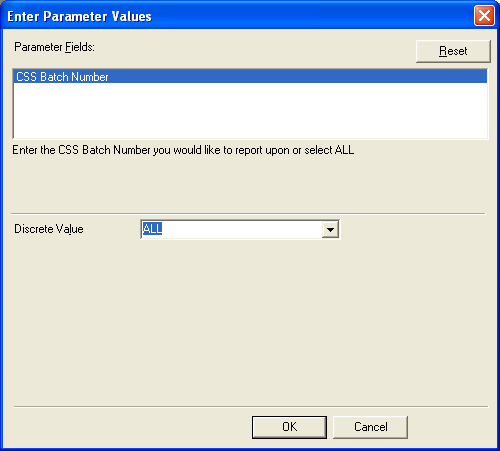 Enter Parameter Values
Parameter Fields:
Reset
CSS Batch Number
Enter the CSS Batch Number you would like to report upon or select ALL
Discrete Value
ALL
OK
Cancel